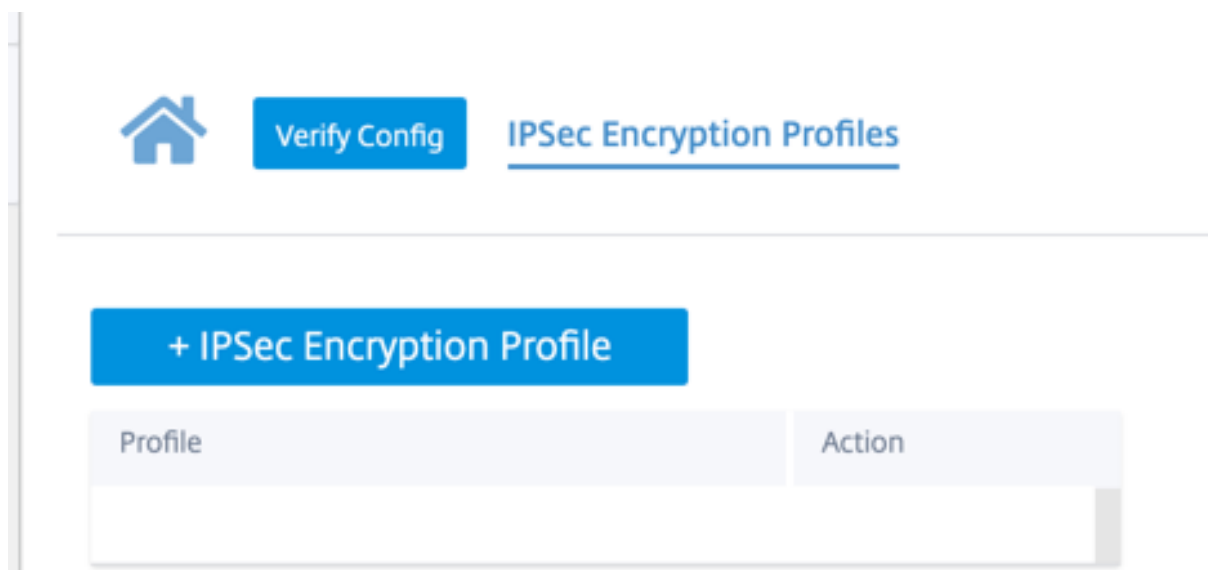 Verify Config
IPSec Encryption Profiles
+ IPSec Encryption Profile
Profile
Action